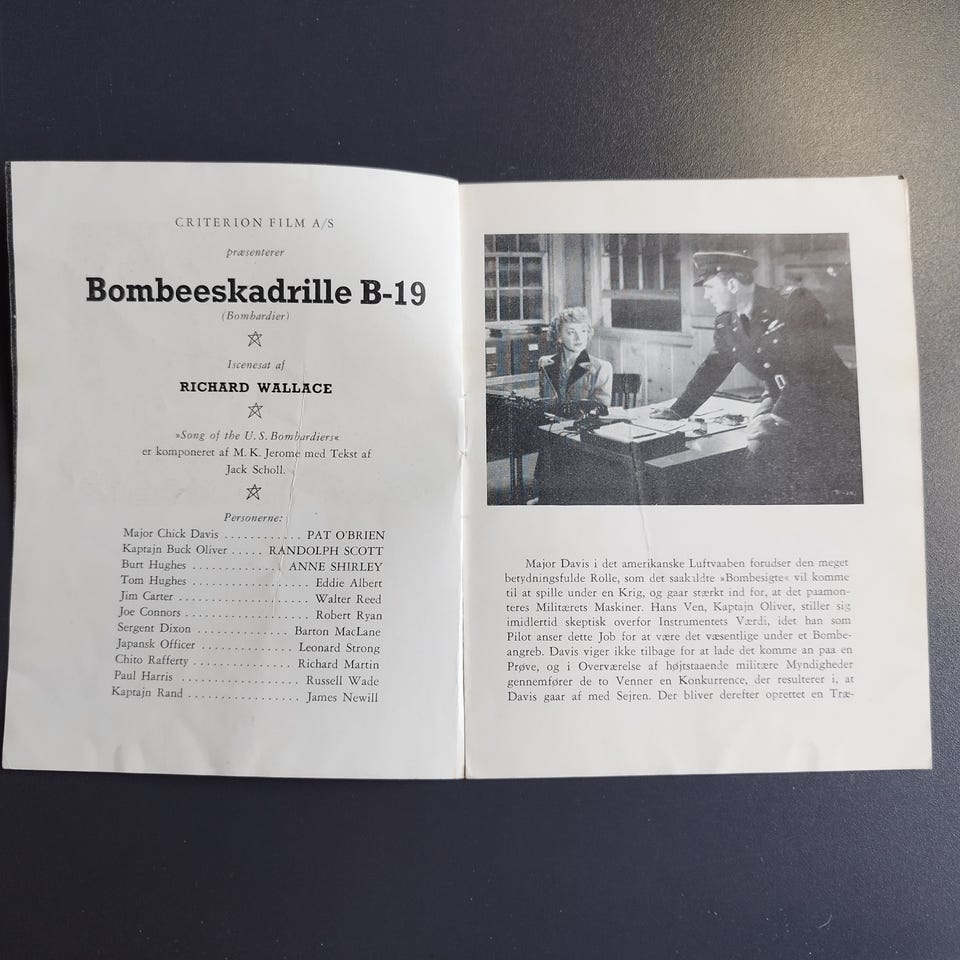 CRITERION FILM A/S
præsenterer
Bombeeskadrille B-19
(Bombardier)
Iscenesat af
RICHARD WALLACE
»Song of the U. S. Bombardiers«
er komponeret af M. K. Jerome med Tekst af
Jack Scholl.
Personerne:
Major Chick Davis . . . . . . . . . . . . PAT O'BRIEN
Kaptajn Buck Oliver . . . . . RANDOLPH SCOTT
Burt Hughes . . . . . . . . . . . . . . ANNE SHIRLEY
Tom Hughes . . . . . . . . . . . . . . . . Eddie Albert
Jim Carter . . . . . . . . . . . . . . . . . Walter Reed
Joe Connors . . . . . . . . . . . . . . . . Robert Ryan
Sergent Dixon . . . . . . . . . . . . Barton MacLane
Japansk Officer . . . . . . . . . . . Leonard Strong
Chito Rafferty . . . . . . . . . . . . . Richard Martin
Paul Harris . . . . . . . . . . . . . . . . Russell Wade
Kaptajn Rand . . . . . . . . . . . . . . James Newill
Major Davis i det amerikanske Luftvaaben forudser den meget
betydningsfulde Rolle, som det saakaldte »Bombesigte« vil komme
til at spille under en Krig, og gaar stærkt ind for, at det paamon-
teres Militærets Maskiner. Hans Ven, Kaptajn Oliver, stiller sig
imidlertid skeptisk overfor Instrumentets Værdi, idet han som
Pilot anser dette Job for at være det væsentlige under et Bombe-
angreb. Davis viger ikke tilbage for at lade det komme an paa en
Prøve, og i Overværelse af højtstaaende militære Myndigheder
gennemfører de to Venner en Konkurrence, der resulterer i, at
Davis gaar af med Sejren. Der bliver derefter oprettet en Træ-